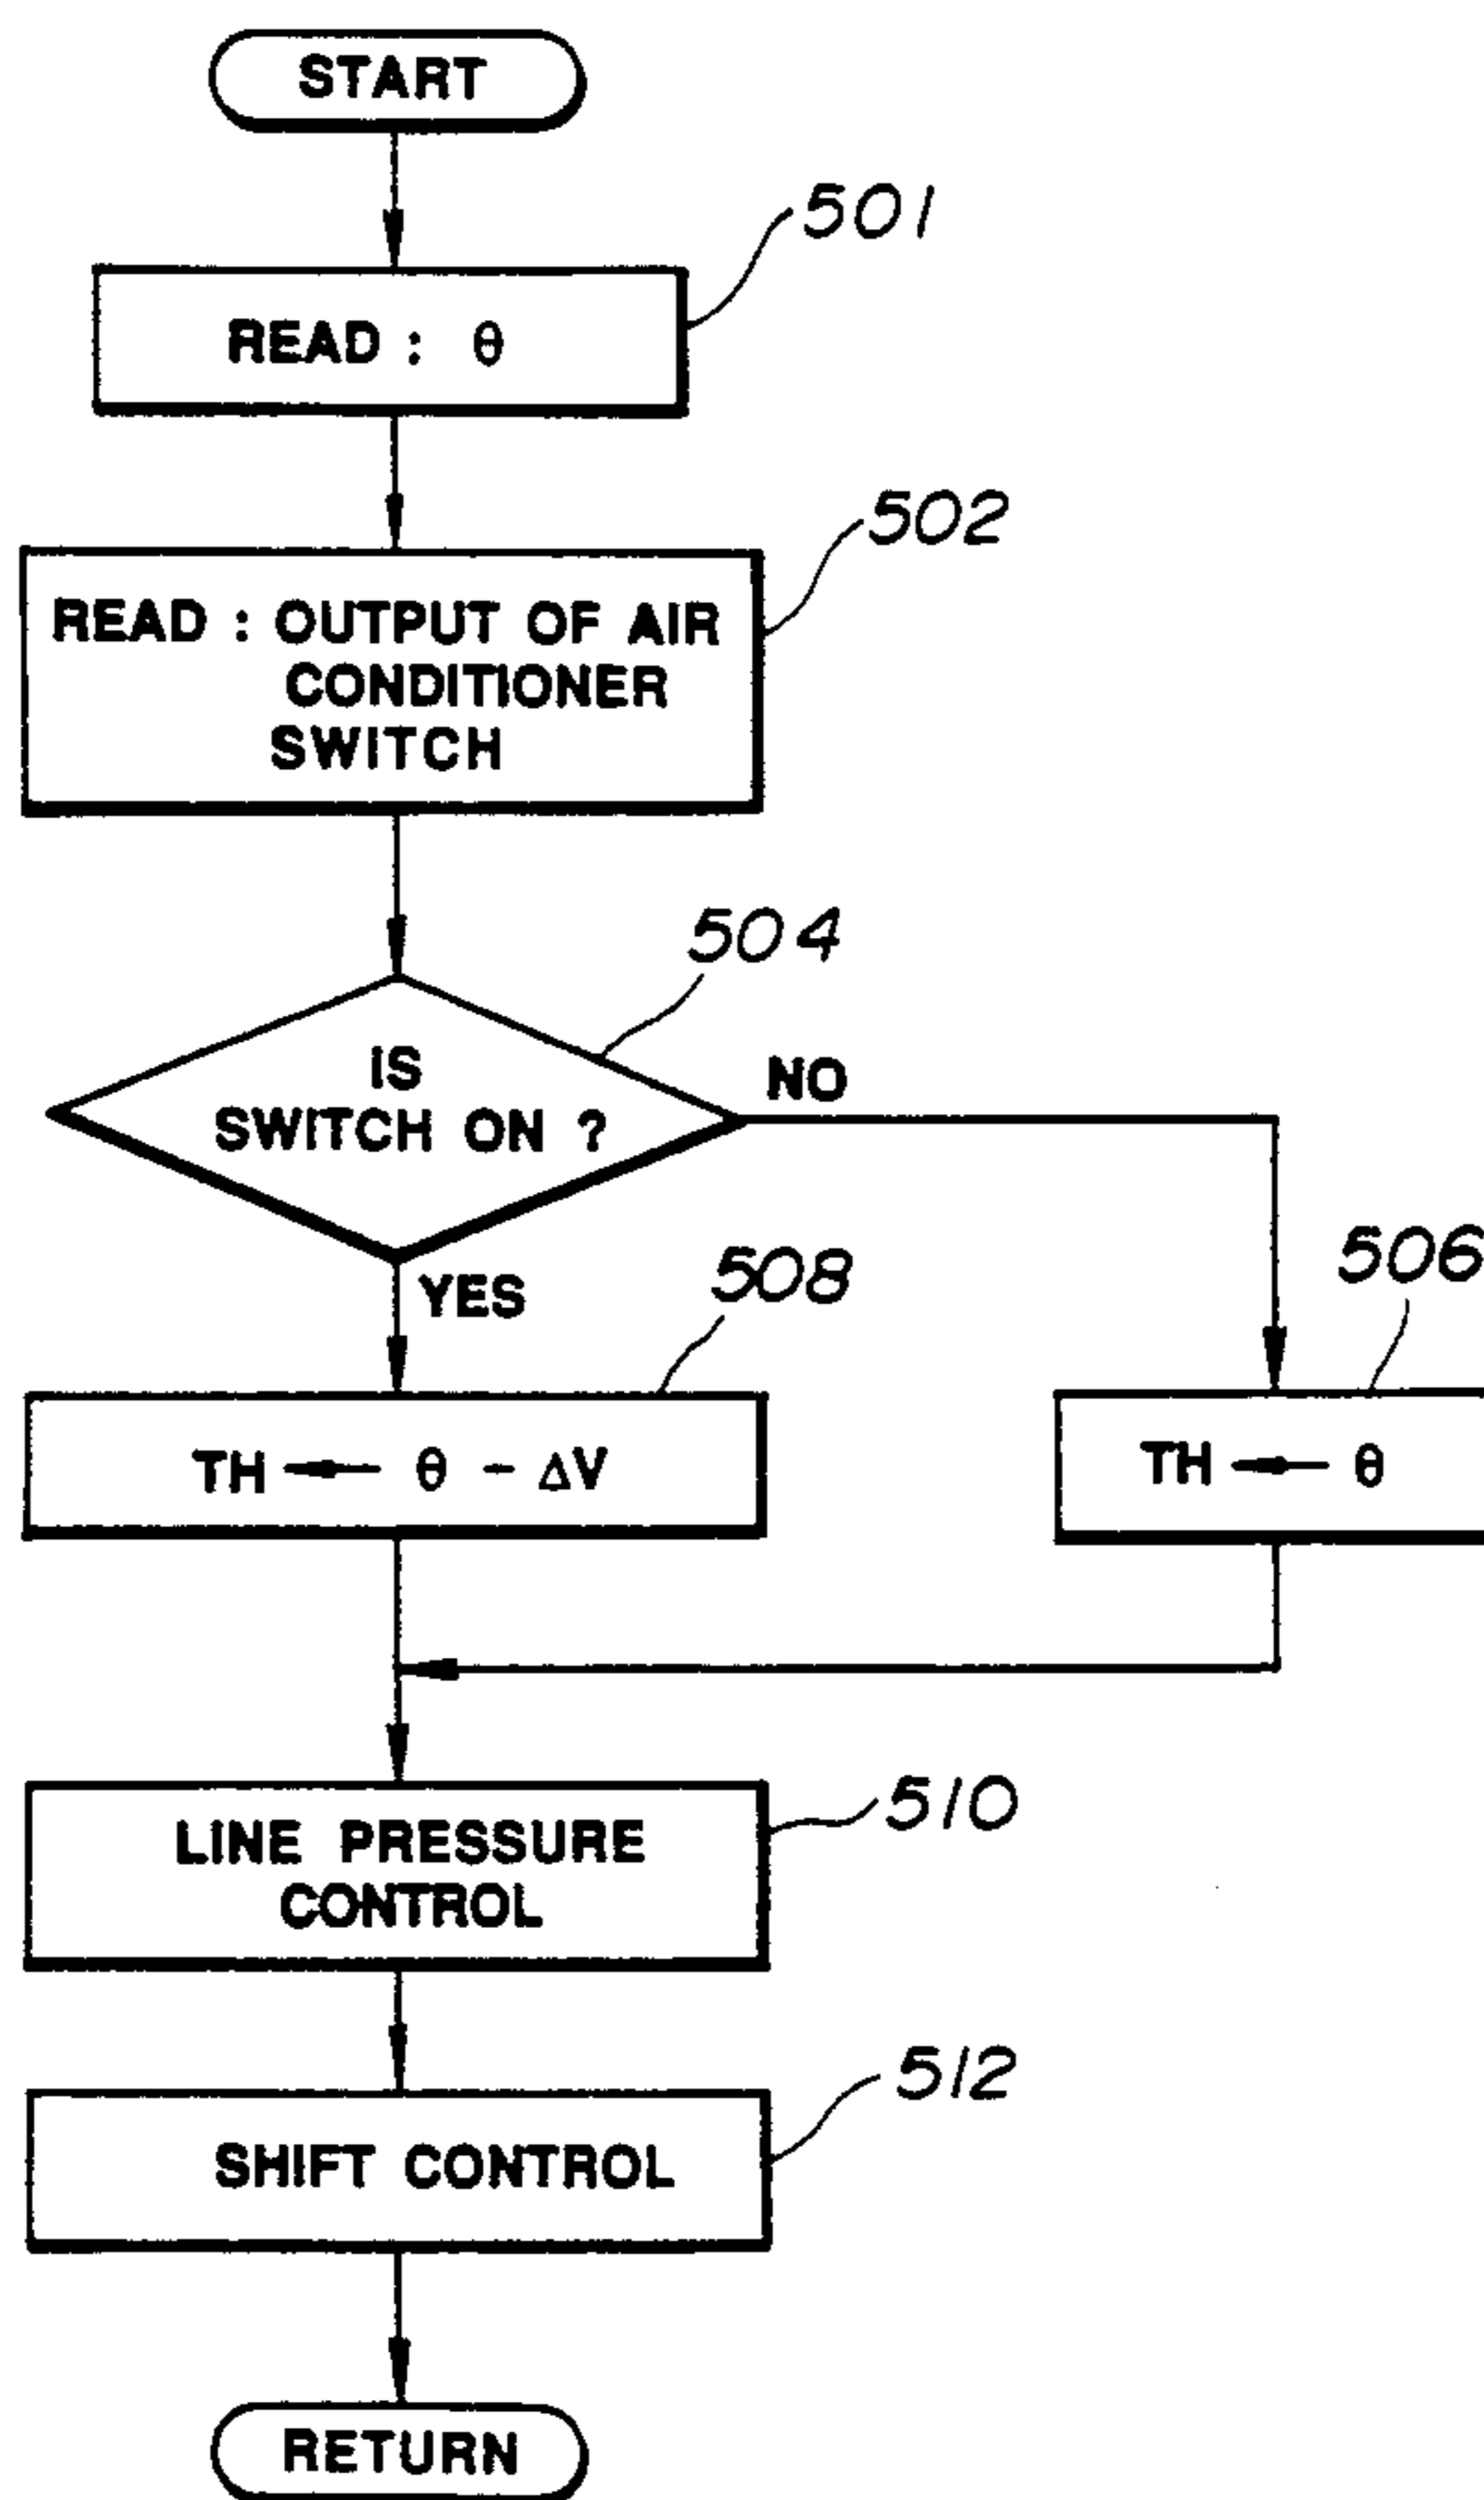 START
501
READ : θ
502
READ : OUTPUT OF AIR
CONDITIONER
SWITCH
504
IS
SWITCH ON ?
NO
YES
508
506
TH ← θ - ΔV
TH ← θ
510
LINE PRESSURE
CONTROL
512
SHIFT CONTROL
RETURN